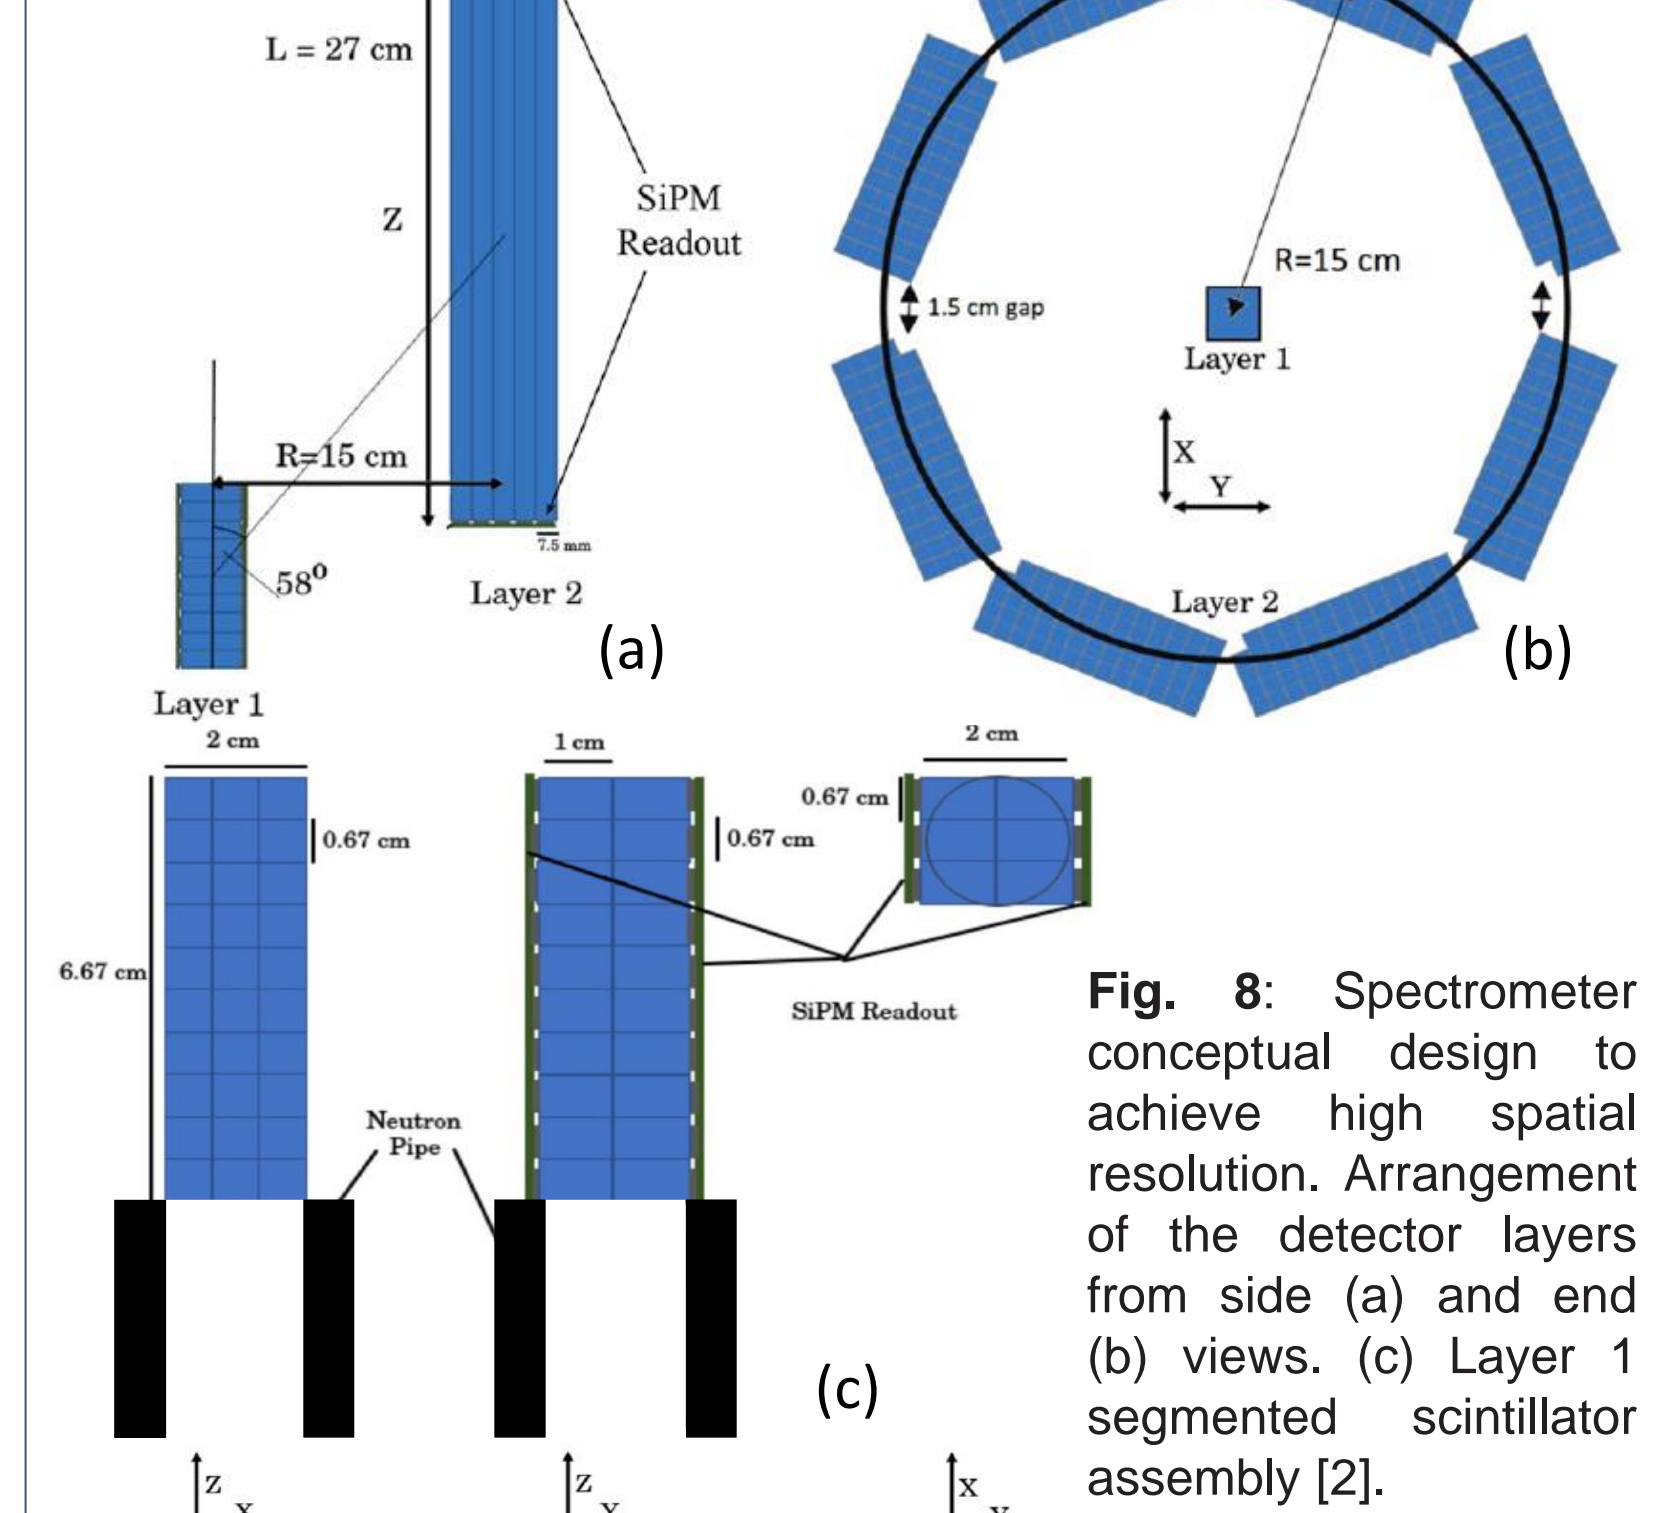 L = 27 cm
Z
SiPM
Readout
R=15 cm
7.5 mm
58⁰
Layer 2
(a)
Layer 1
R=15 cm
1.5 cm gap
Layer 1
X
Y
Layer 2
(b)
2 cm
1 cm
2 cm
0.67 cm
0.67 cm
0.67 cm
6.67 cm
SiPM Readout
Neutron
Pipe
(c)
Z
Z
X
Fig. 8: Spectrometer
conceptual design to
achieve high spatial
resolution. Arrangement
of the detector layers
from side (a) and end
(b) views. (c) Layer 1
segmented scintillator
assembly [2].